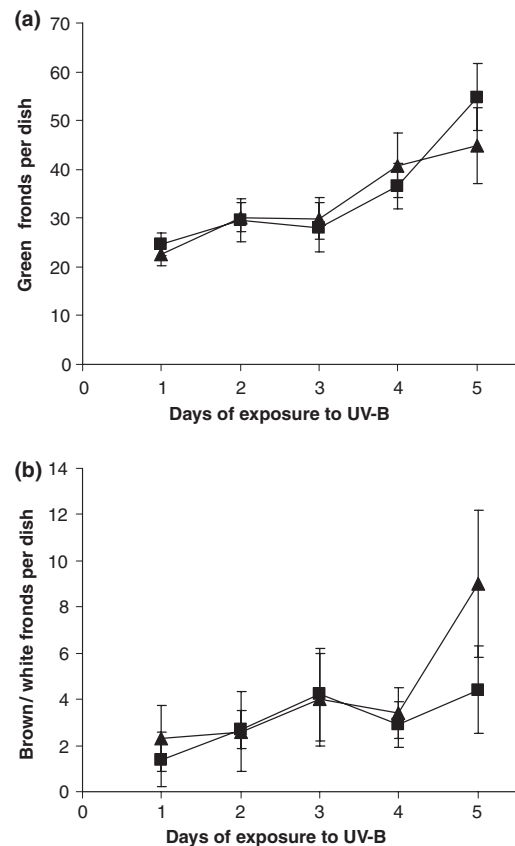 (a)
70
60
50
40
30
20
10
0
Green fronds per dish
0 1 2 3 4 5
Days of exposure to UV-B
(b)
14
12
10
8
6
4
2
0
Brown/ white fronds per dish
0 1 2 3 4 5
Days of exposure to UV-B